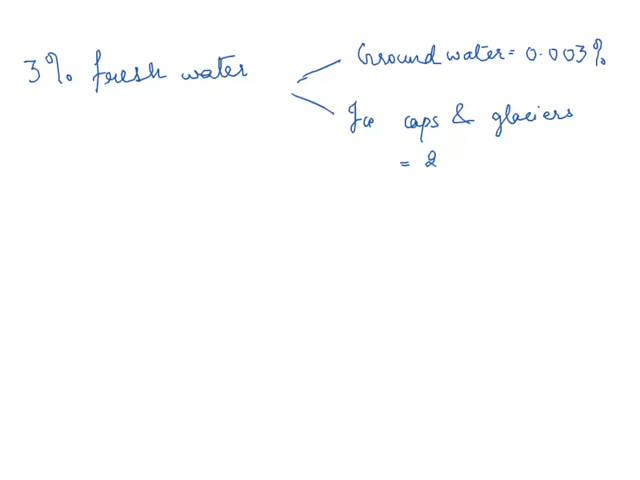 3% fresh water
Ground water = 0.003%
Ice caps & glaciers
= 2